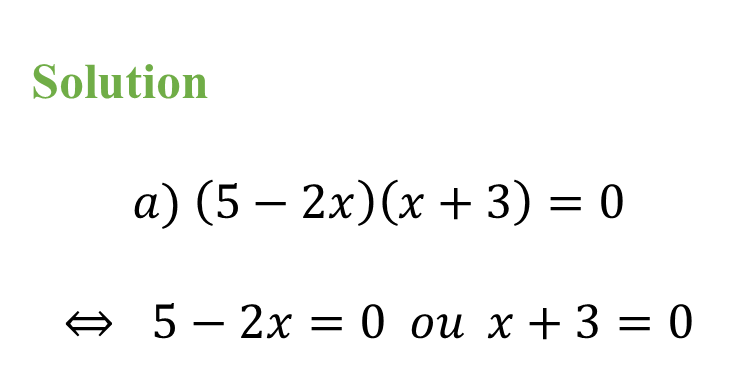 Solution
a) (5 − 2x)(x + 3) = 0
⇔ 5 − 2x = 0 ou x + 3 = 0